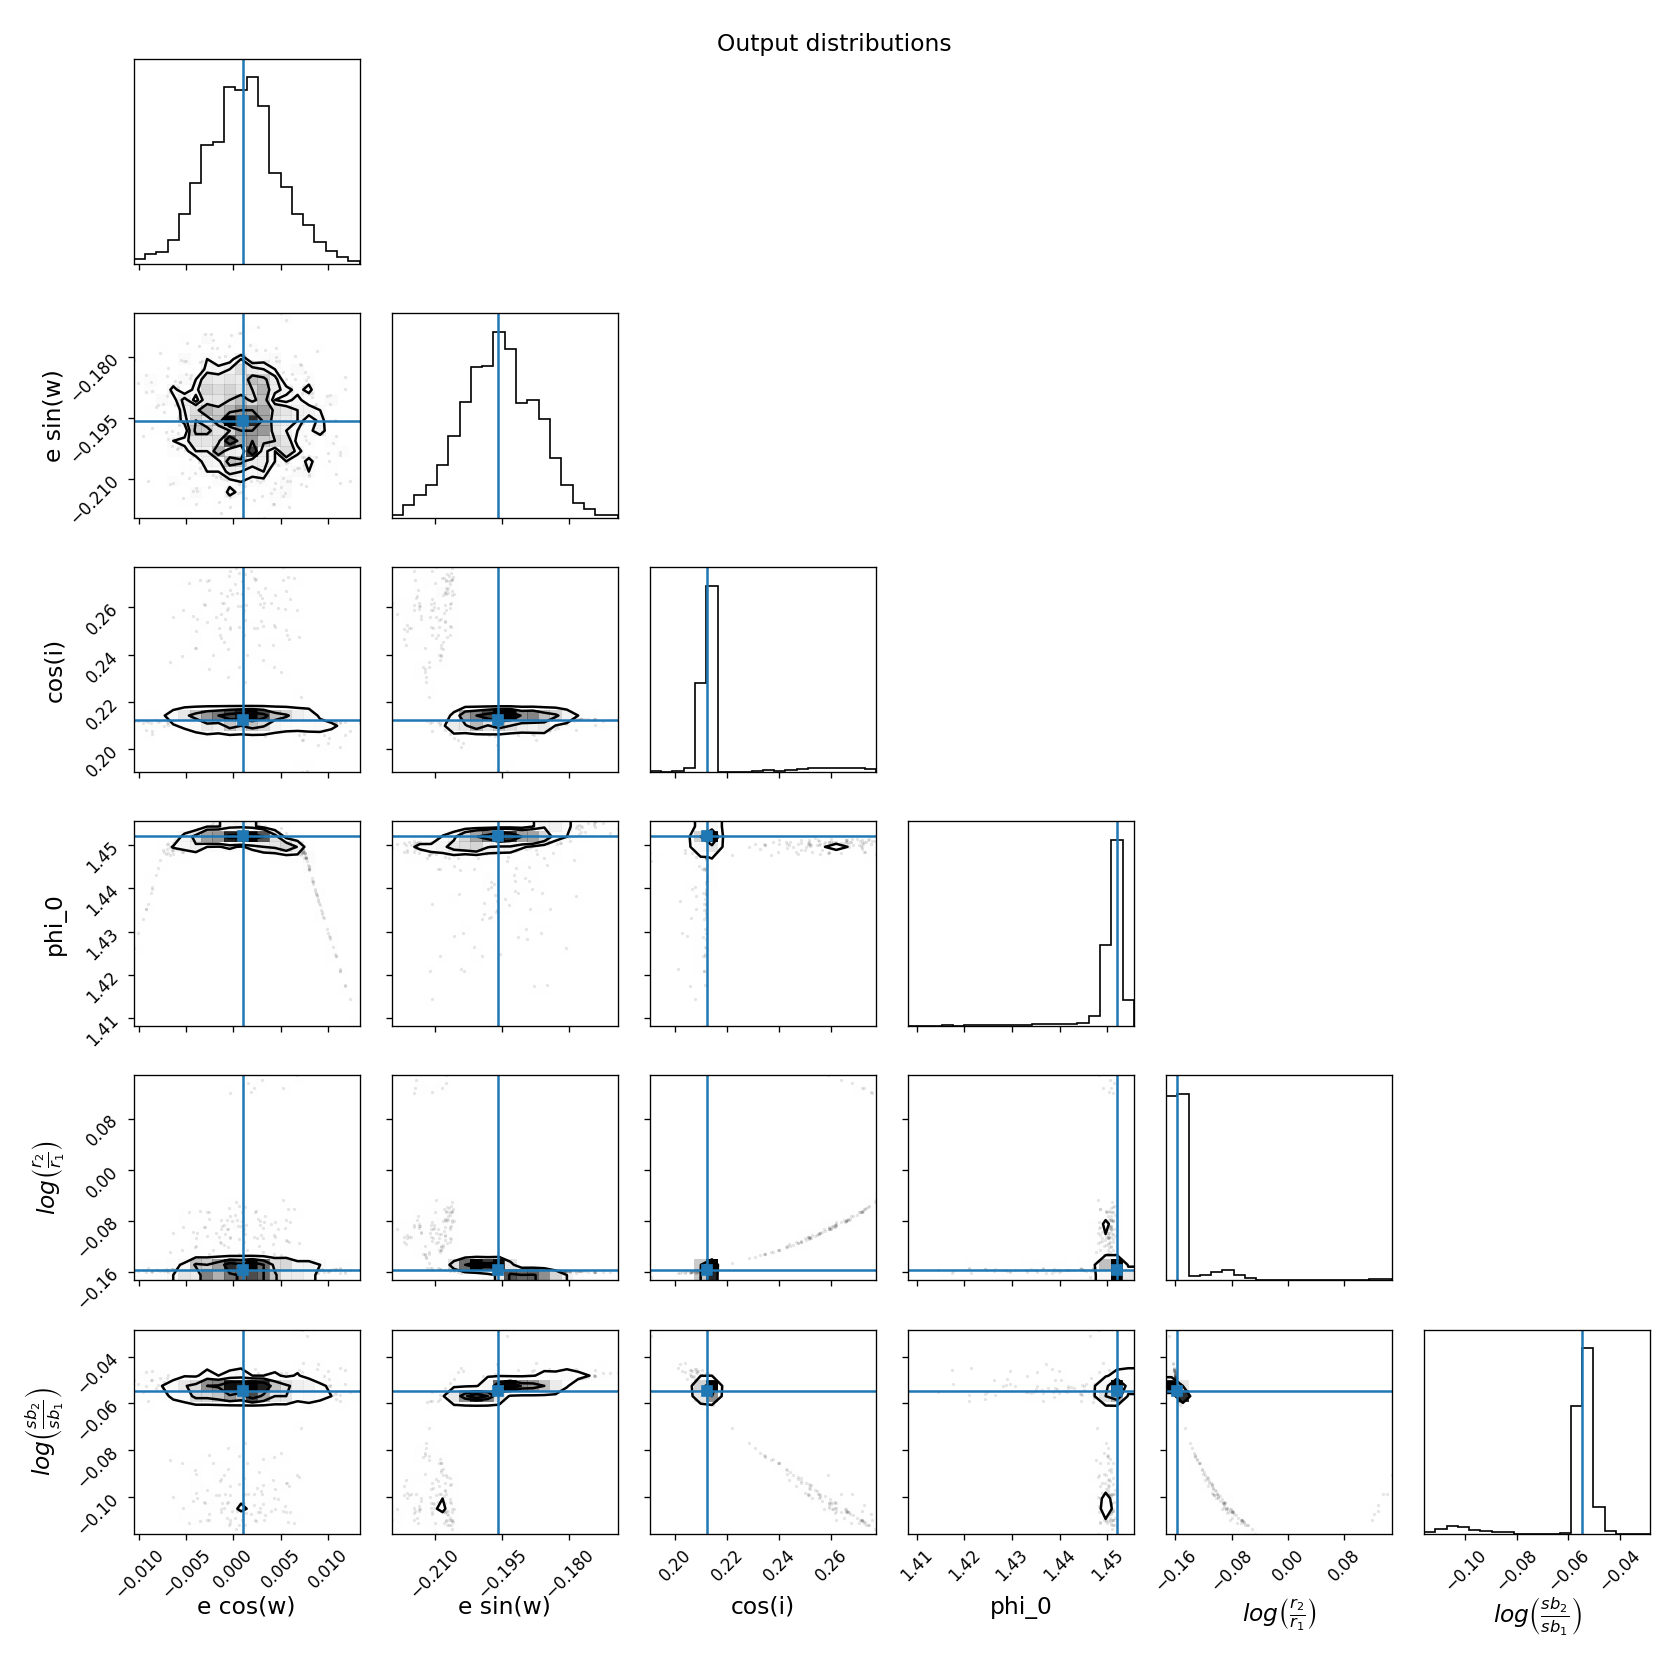 Output distributions
e sin(w)
−0.180
−0.195
−0.210
cos(i)
0.26
0.24
0.22
0.20
phi_0
1.45
1.44
1.43
1.42
1.41
log(r₂/r₁)
0.08
0.00
−0.08
−0.16
log(sb₂/sb₁)
−0.04
−0.06
−0.08
−0.10
−0.010 −0.005 0.000 0.005 0.010
−0.210 −0.195 −0.180
0.20 0.22 0.24 0.26
1.41 1.42 1.43 1.44 1.45
−0.16 −0.08 0.00 0.08
−0.10 −0.08 −0.06 −0.04
e cos(w)
e sin(w)
cos(i)
phi_0
log(r₂/r₁)
log(sb₂/sb₁)